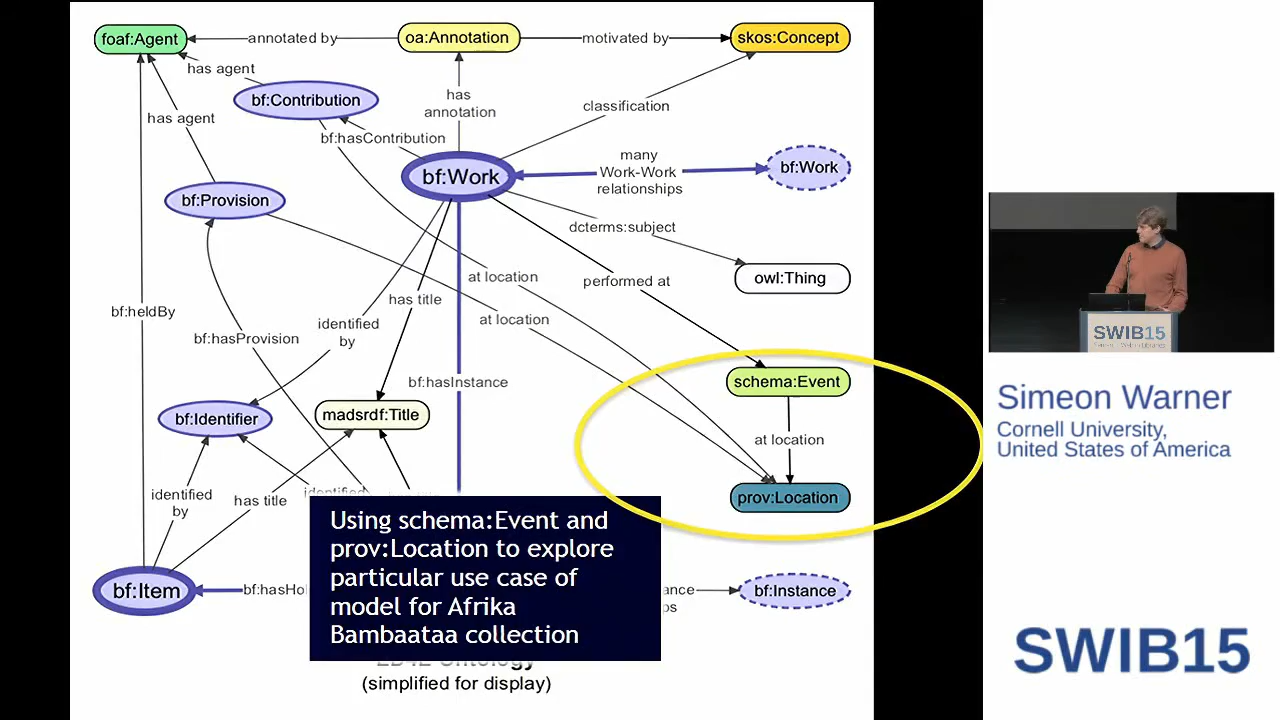 foaf:Agent
annotated by
oa:Annotation
motivated by
skos:Concept
has agent
bf:Contribution
has
annotation
classification
has agent
bf:hasContribution
many
Work-Work
relationships
bf:Work
bf:Work
bf:Provision
dcterms:subject
at location
performed at
owl:Thing
has title
bf:heldBy
identified
by
at location
bf:hasProvision
bf:hasInstance
schema:Event
bf:Identifier
madsrdf:Title
at location
identified
by
has title
identified
prov:Location
Using schema:Event and
prov:Location to explore
particular use case of
model for Afrika
Bambaataa collection
bf:Item
bf:Instance
(simplified for display)
SWIB15
Simeon Warner
Cornell University,
United States of America
SWIB15